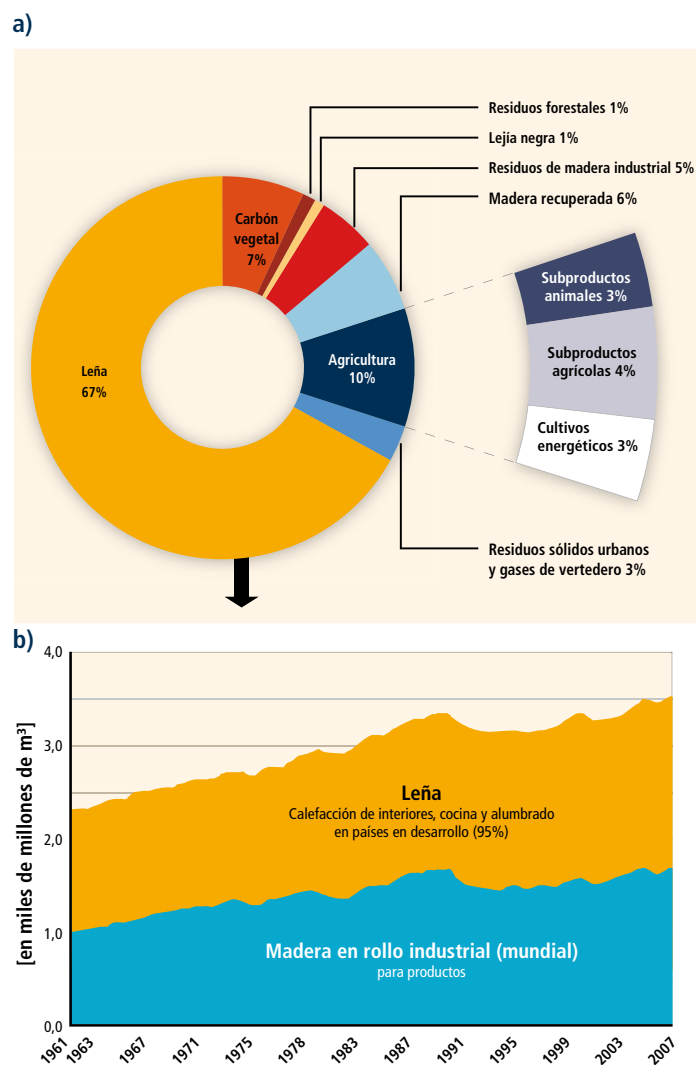 a)
Residuos forestales 1%
Lejía negra 1%
Residuos de madera industrial 5%
Madera recuperada 6%
Carbón
vegetal
7%
Subproductos
animales 3%
Agricultura
10%
Subproductos
agrícolas 4%
Leña
67%
Cultivos
energéticos 3%
Residuos sólidos urbanos
y gases de vertedero 3%
b)
[en miles de millones de m³]
4,0
3,0
2,0
1,0
0,0
Leña
Calefacción de interiores, cocina y alumbrado
en países en desarrollo (95%)
Madera en rollo industrial (mundial)
para productos
1961
1963
1967
1971
1975
1978
1983
1987
1991
1995
1999
2003
2007